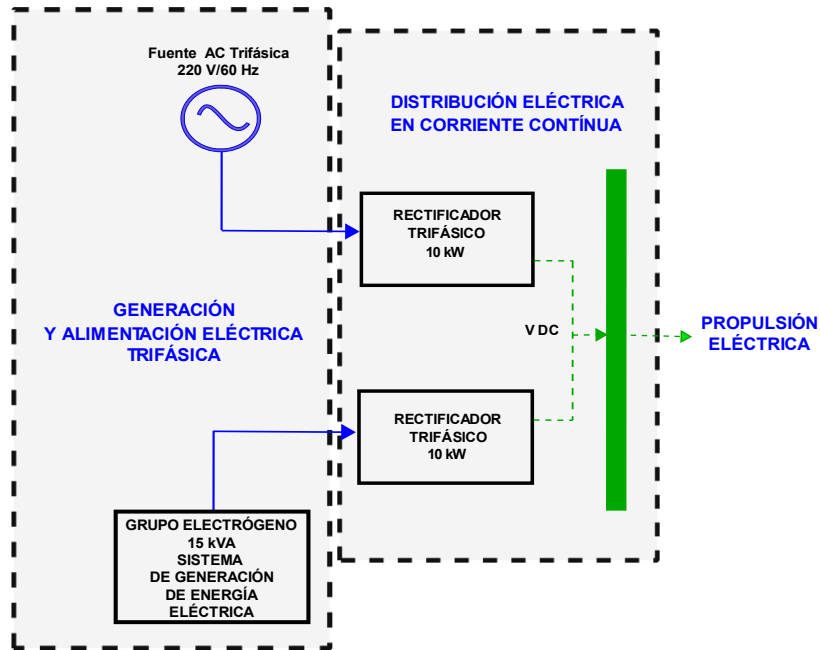 Fuente AC Trifásica
220 V/60 Hz
DISTRIBUCIÓN ELÉCTRICA
EN CORRIENTE CONTÍNUA
RECTIFICADOR
TRIFÁSICO
10 kW
GENERACIÓN
Y ALIMENTACIÓN ELÉCTRICA
TRIFÁSICA
V DC
PROPULSIÓN
ELÉCTRICA
RECTIFICADOR
TRIFÁSICO
10 kW
GRUPO ELECTRÓGENO
15 kVA
SISTEMA
DE GENERACIÓN
DE ENERGÍA
ELÉCTRICA